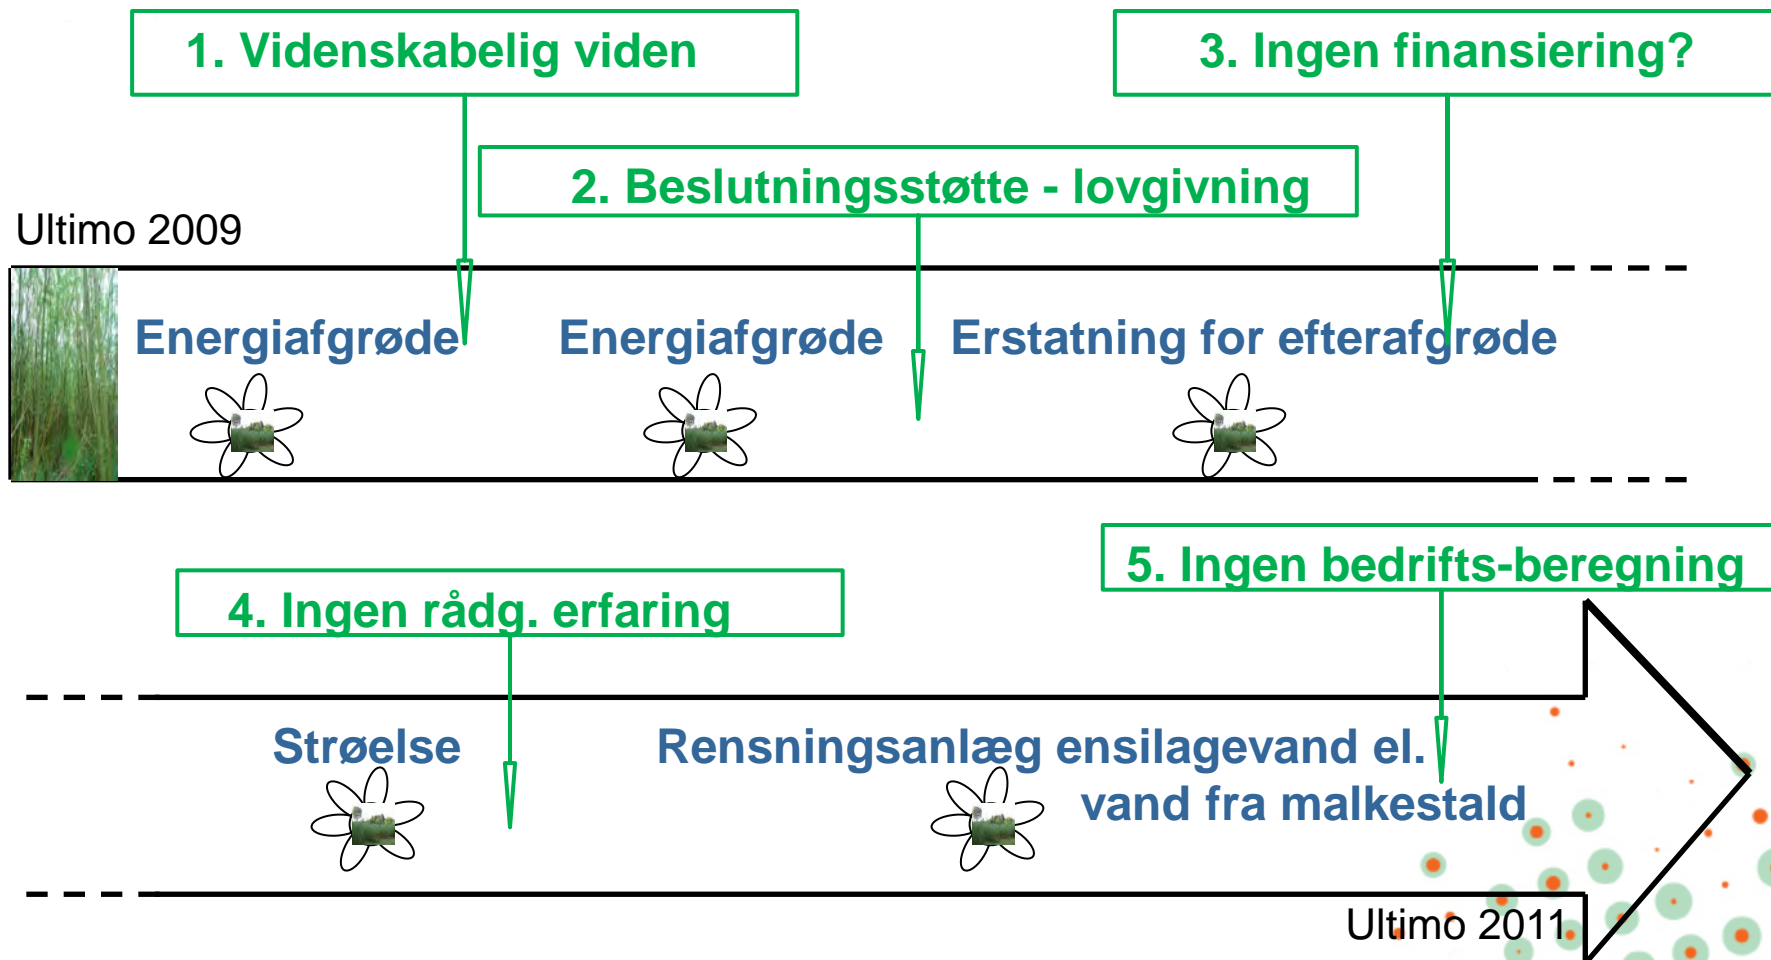 1. Videnskabelig viden
3. Ingen finansiering?
2. Beslutningsstøtte - lovgivning
Ultimo 2009
Energiafgrøde
Energiafgrøde
Erstatning for efterafgrøde
5. Ingen bedrifts-beregning
4. Ingen rådg. erfaring
Strøelse
Rensningsanlæg ensilagevand el.
vand fra malkestald
Ultimo 2011